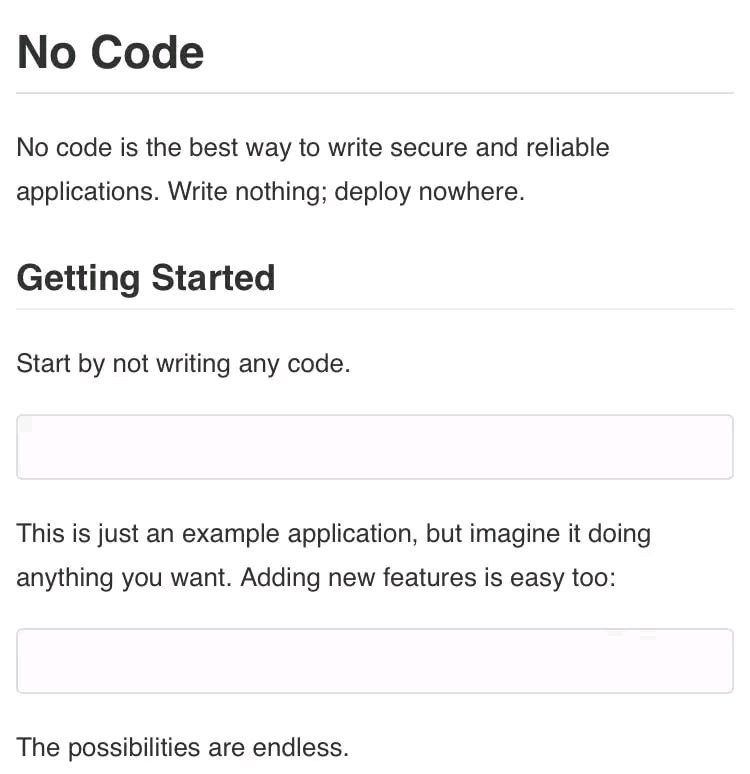 No Code
No code is the best way to write secure and reliable
applications. Write nothing; deploy nowhere.
Getting Started
Start by not writing any code.
This is just an example application, but imagine it doing
anything you want. Adding new features is easy too:
The possibilities are endless.